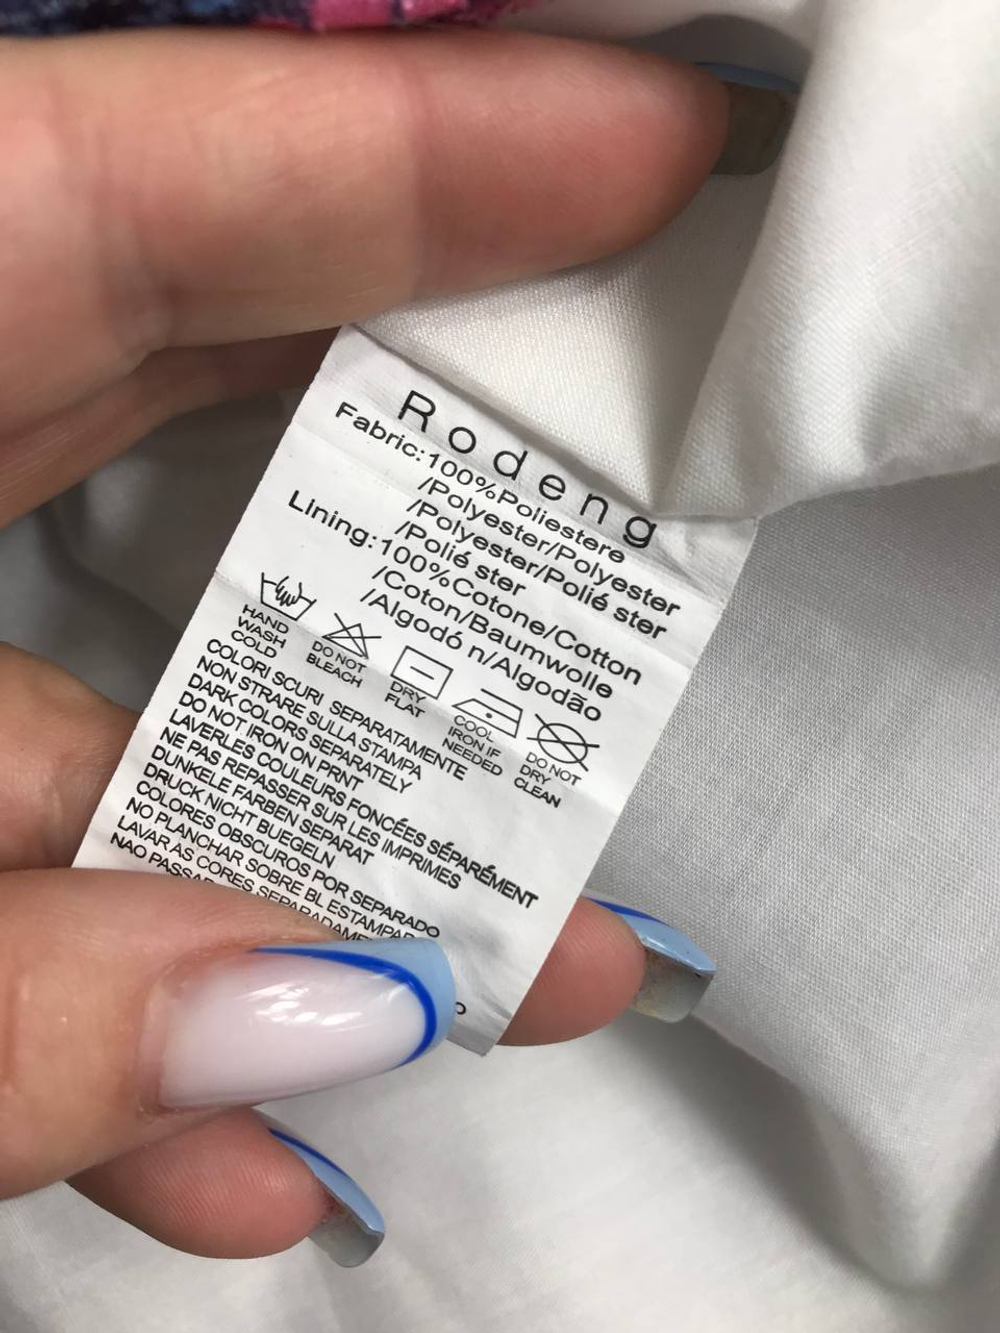 Rodeng
Fabric:100%Poliestere
/Polyester/Polyester
/Polyester/Polié ster
/Polié ster
Lining:100%Cotone/Cotton
/Coton/Baumwolle
/Algodó n/Algodão
HAND WASH COLD
DO NOT BLEACH
DRY FLAT
COOL IRON IF NEEDED
DO NOT DRY CLEAN
COLORI SCURI SEPARATAMENTE
NON STRARE SULLA STAMPA
DARK COLORS SEPARATELY
DO NOT IRON ON PRNT
LAVERLES COULEURS FONCÉES SÉPARÉMENT
NE PAS REPASSER SUR LES IMPRIMES
DUNKELE FARBEN SEPARAT
DRUCK NICHT BUEGELN
COLORES OBSCUROS POR SEPARADO
NO PLANCHAR SOBRE BL ESTAMPADO
LAVAR AS CORES SEPARADAME
NAO PASSA